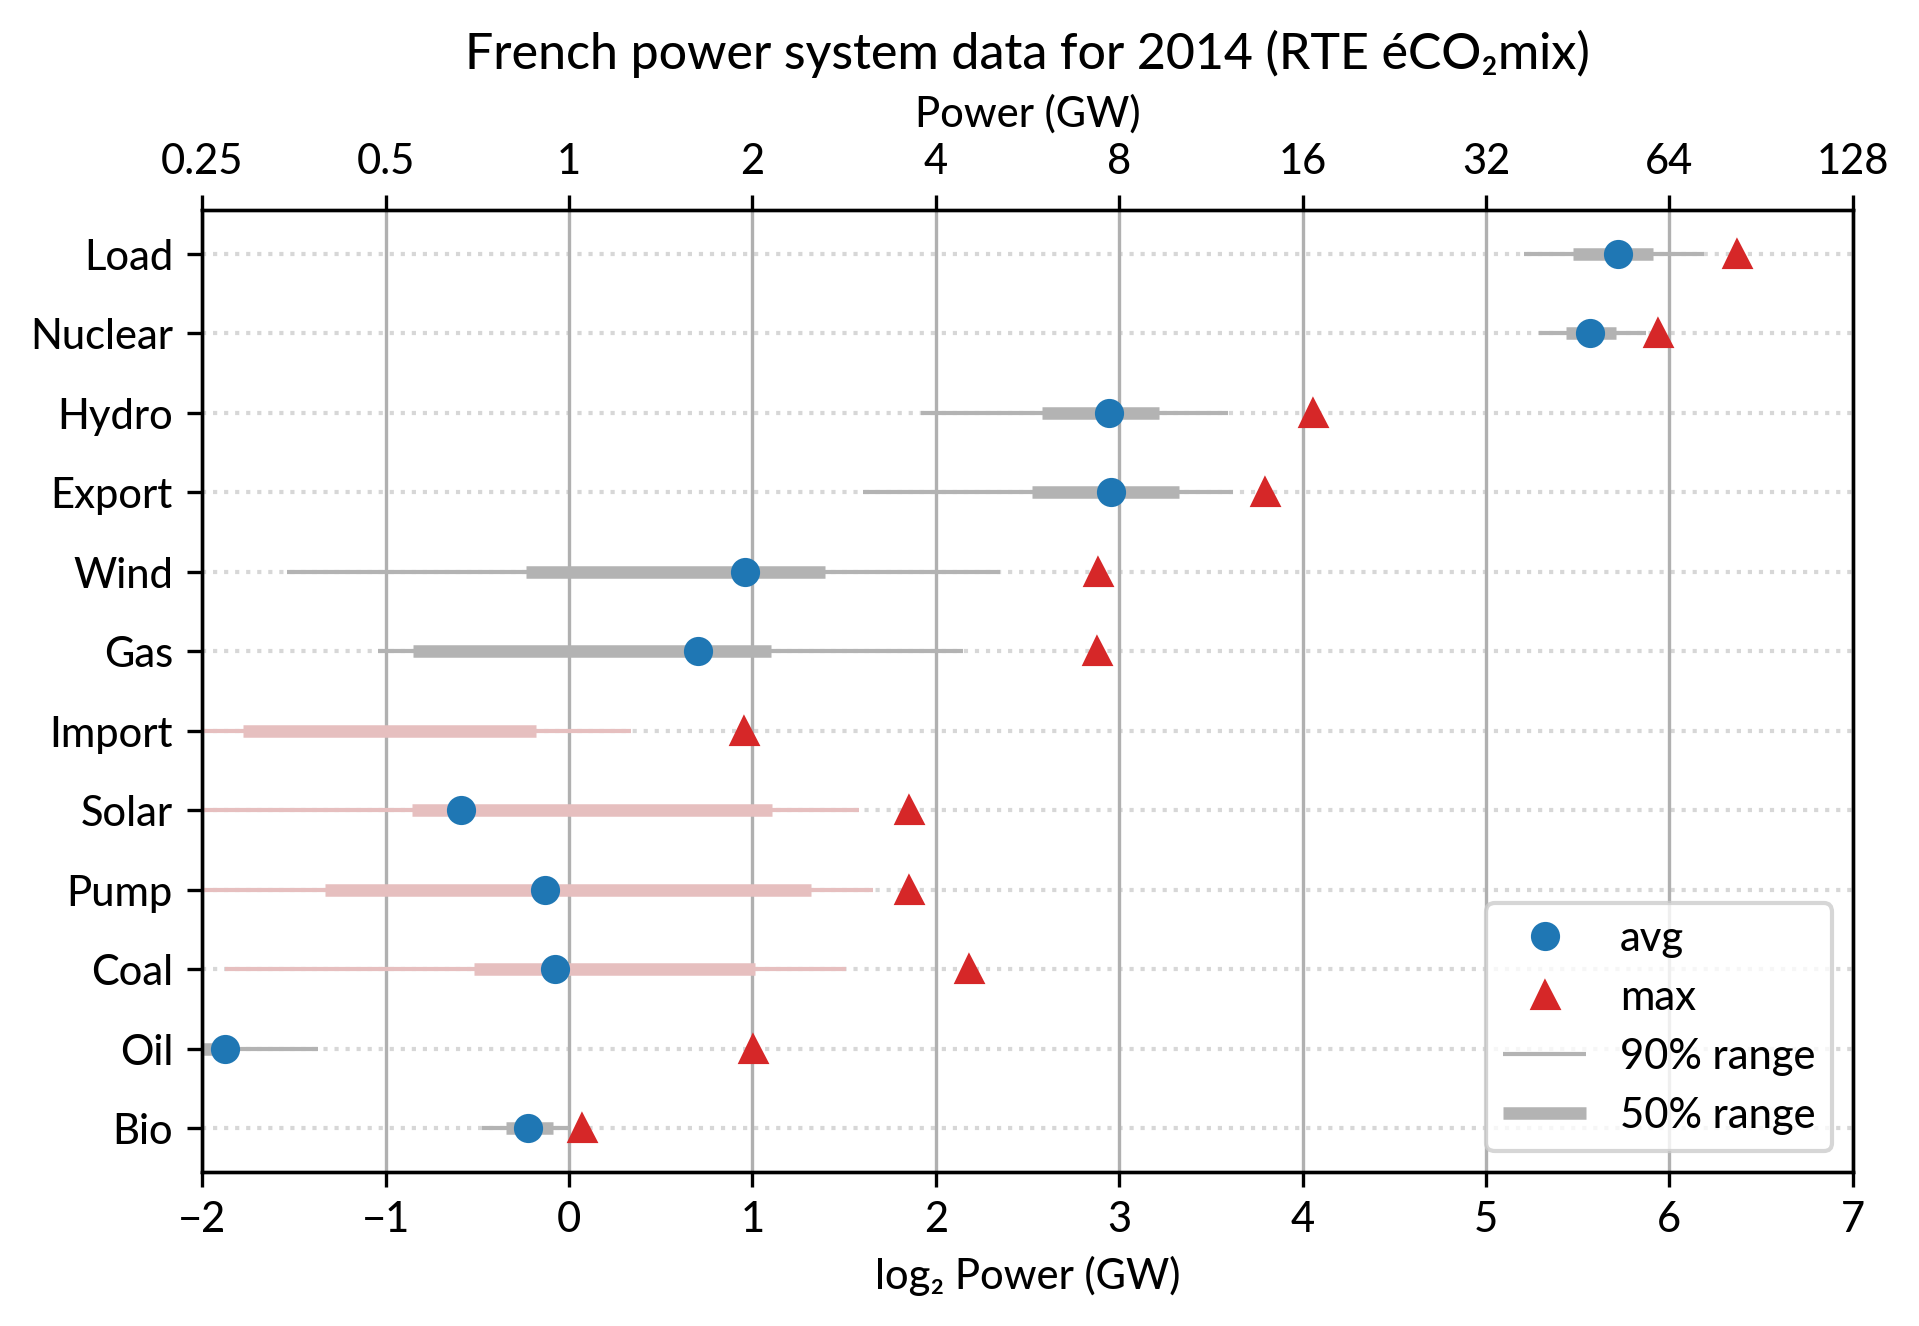 French power system data for 2014 (RTE éCO₂mix)
Power (GW)
0.25 0.5 1 2 4 8 16 32 64 128
Load
Nuclear
Hydro
Export
Wind
Gas
Import
Solar
Pump
Coal
Oil
Bio
avg
max
90% range
50% range
−2 −1 0 1 2 3 4 5 6 7
log₂ Power (GW)